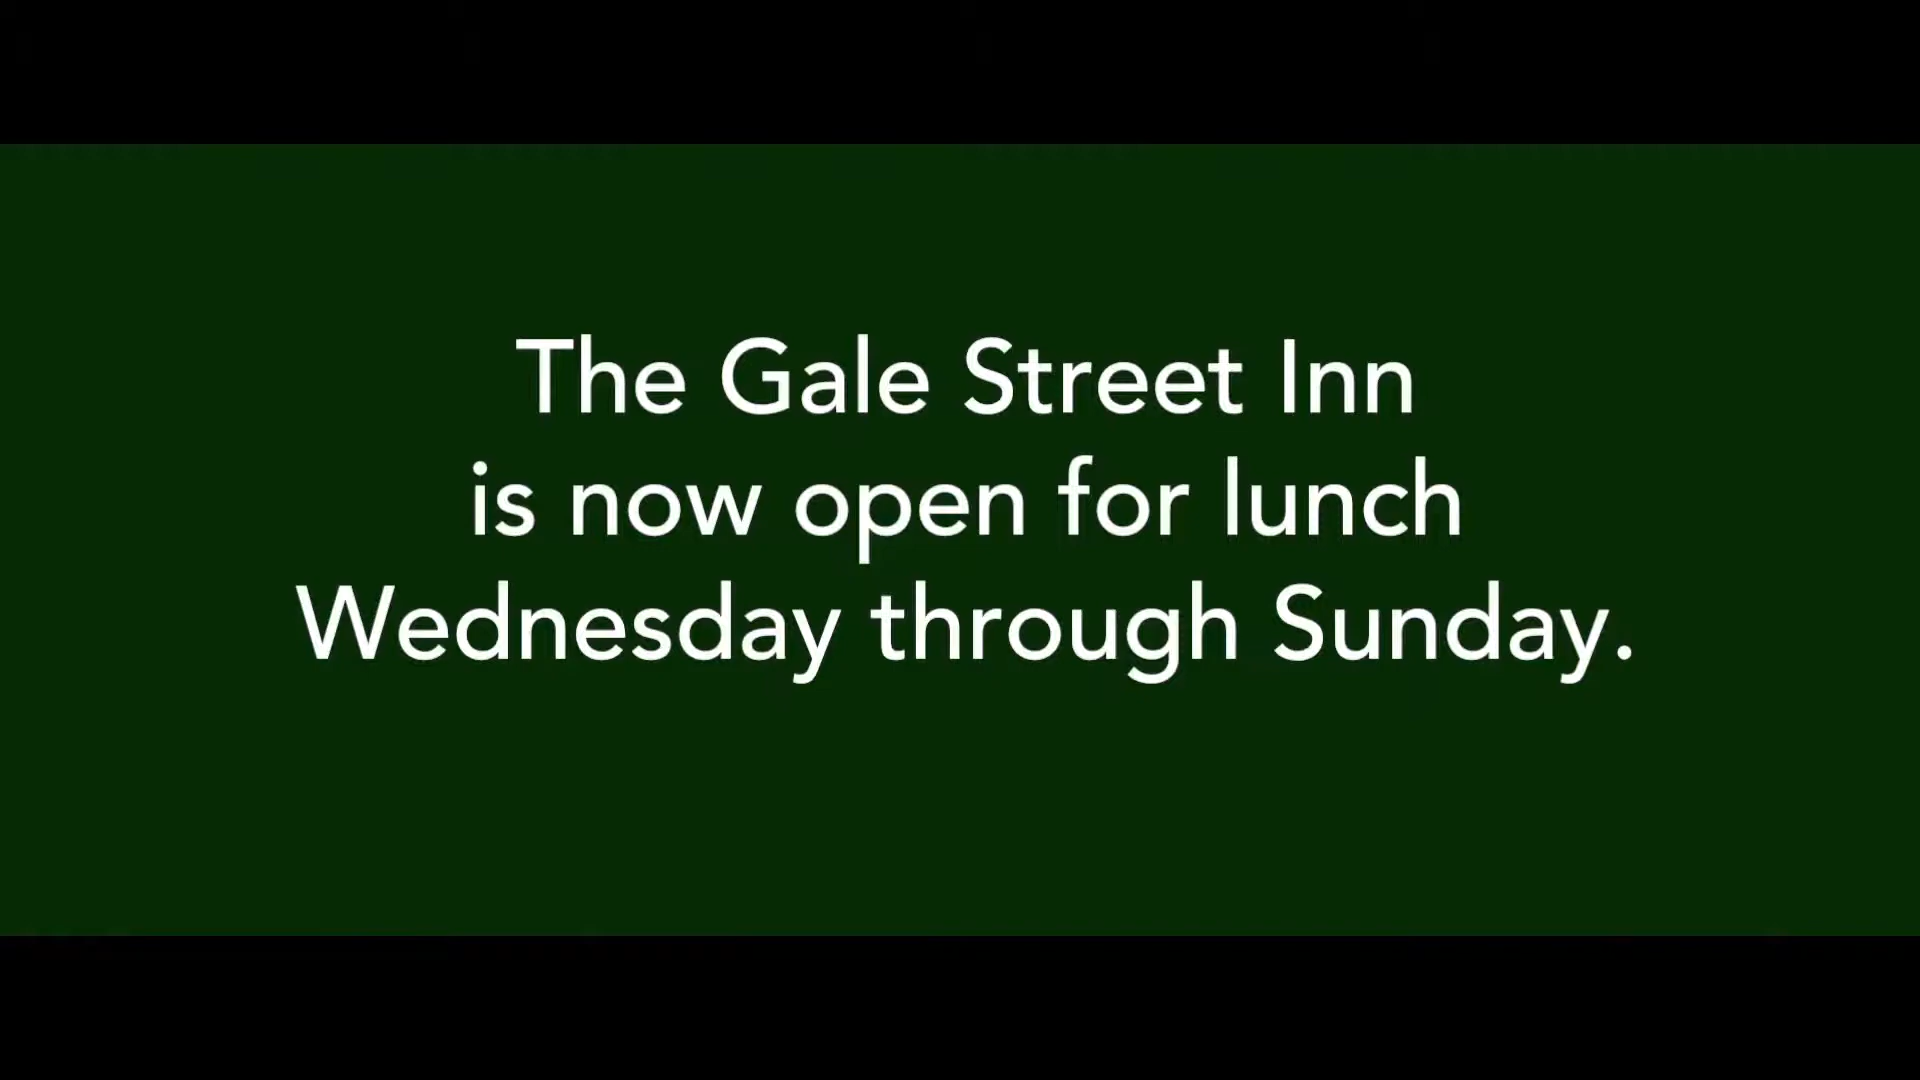 The Gale Street Inn
is now open for lunch
Wednesday through Sunday.